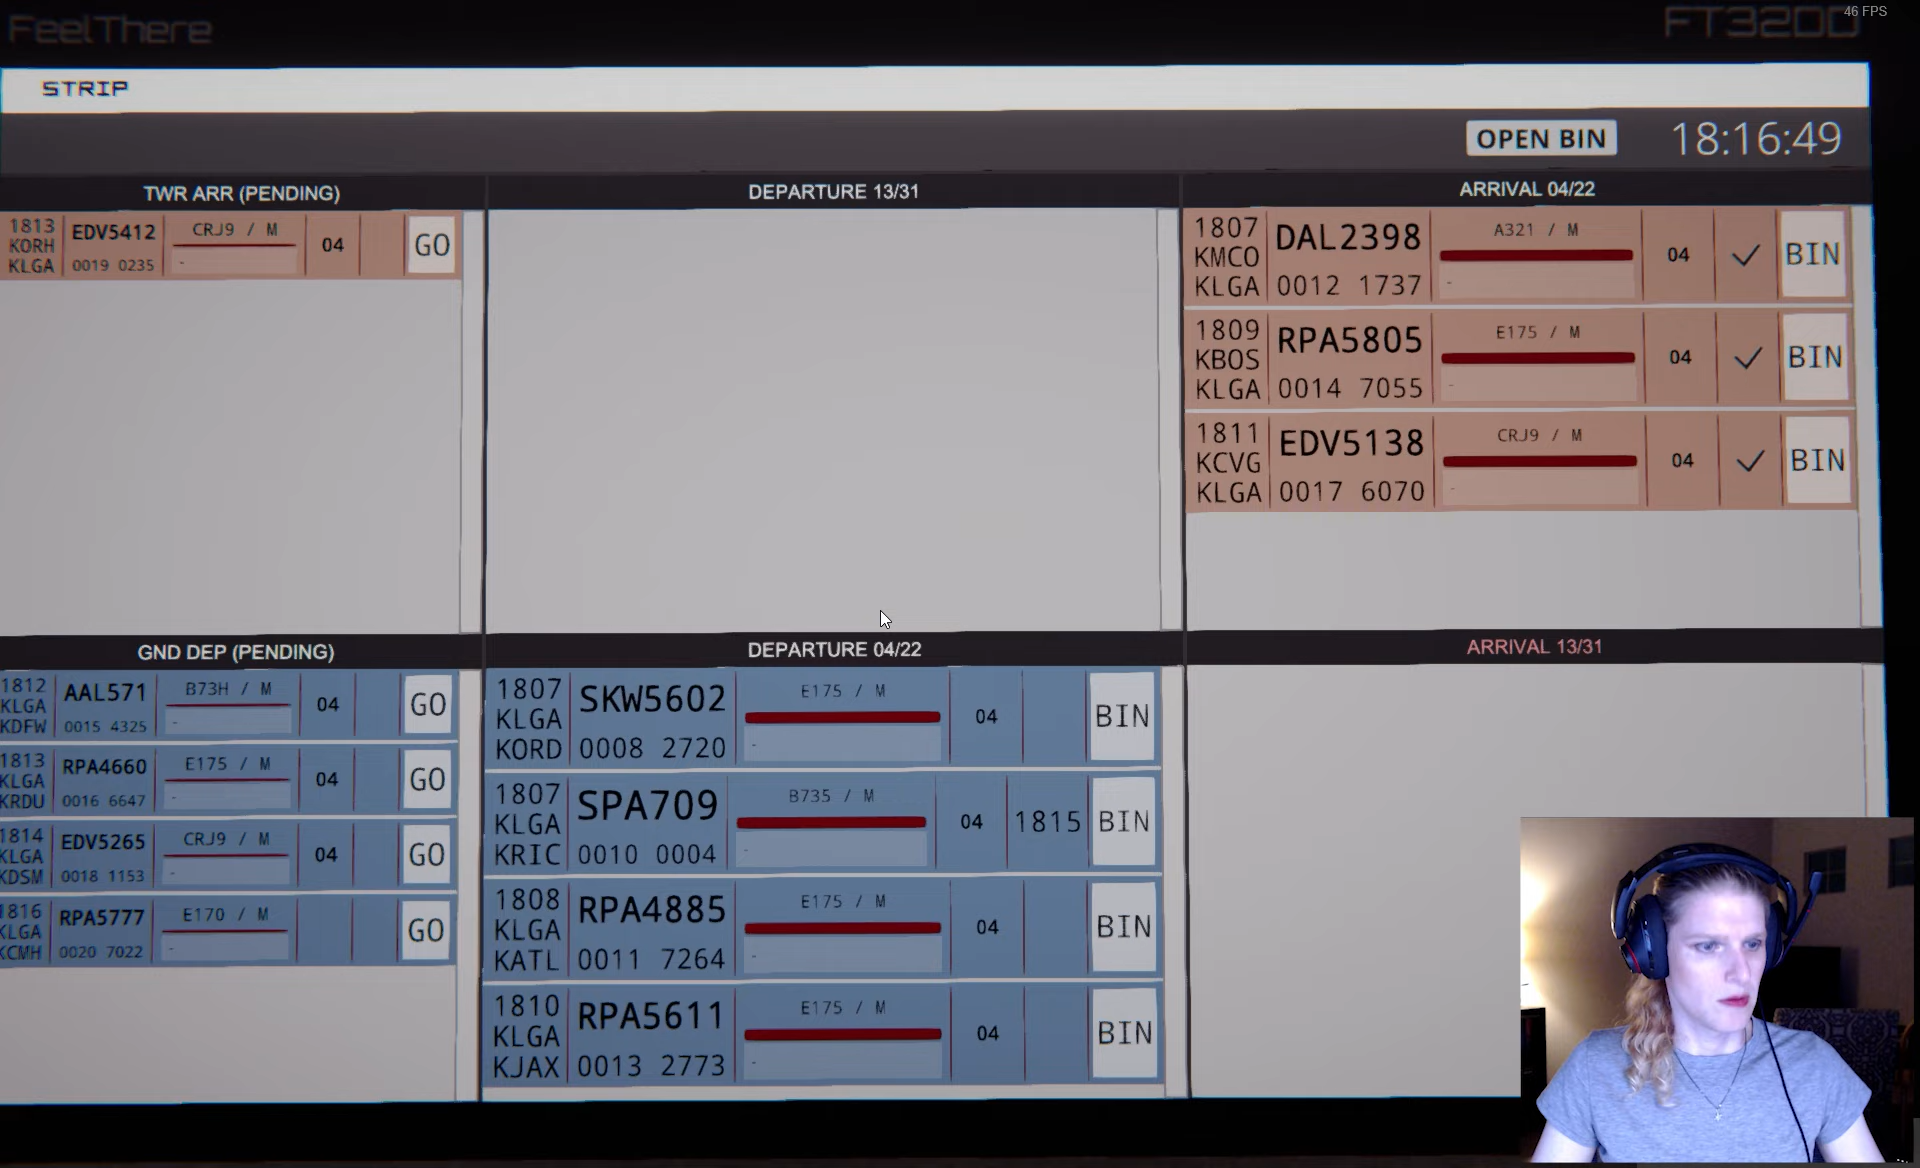 FeelThere
FT3200
46 FPS
STRIP
OPEN BIN
18:16:49
TWR ARR (PENDING)
1813 EDV5412 CRJ9 / M 04 GO
KORH
KLGA 0019 0235 -
DEPARTURE 13/31
ARRIVAL 04/22
1807 DAL2398 A321 / M 04 ✓ BIN
KMCO
KLGA 0012 1737 -
1809 RPA5805 E175 / M 04 ✓ BIN
KBOS
KLGA 0014 7055 -
1811 EDV5138 CRJ9 / M 04 ✓ BIN
KCVG
KLGA 0017 6070 -
GND DEP (PENDING)
1812 AAL571 B73H / M 04 GO
KLGA
KDFW 0015 4325 -
1813 RPA4660 E175 / M 04 GO
KLGA
KRDU 0016 6647 -
1814 EDV5265 CRJ9 / M 04 GO
KLGA
KDSM 0018 1153 -
1816 RPA5777 E170 / M GO
KLGA
KCMH 0020 7022 -
DEPARTURE 04/22
1807 SKW5602 E175 / M 04 BIN
KLGA
KORD 0008 2720 -
1807 SPA709 B735 / M 04 1815 BIN
KLGA
KRIC 0010 0004 -
1808 RPA4885 E175 / M 04 BIN
KLGA
KATL 0011 7264 -
1810 RPA5611 E175 / M 04 BIN
KLGA
KJAX 0013 2773 -
ARRIVAL 13/31